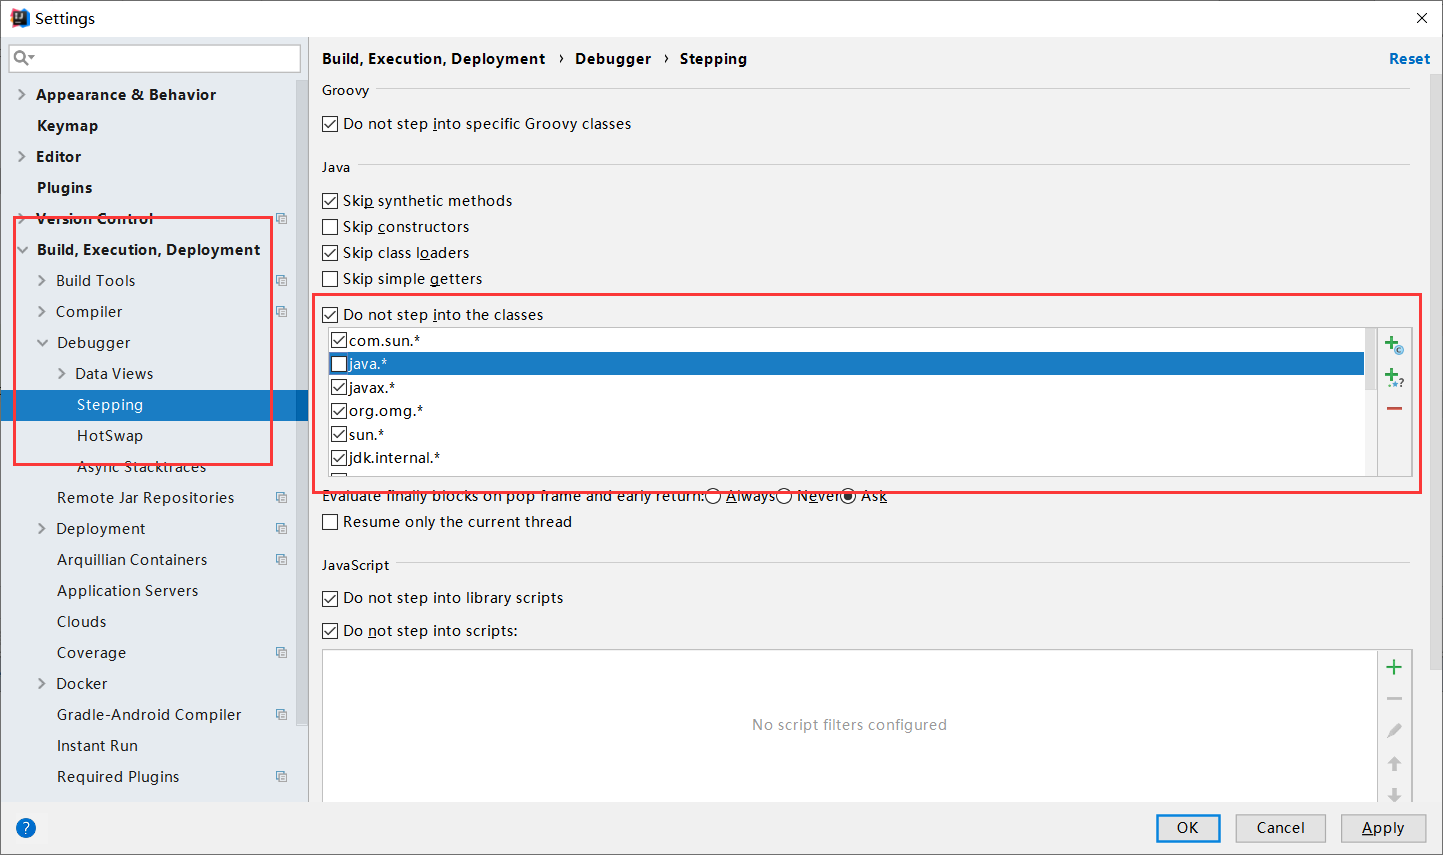 Settings
Appearance & Behavior
Keymap
Editor
Plugins
Version Control
Build, Execution, Deployment
Build Tools
Compiler
Debugger
Data Views
Stepping
HotSwap
Async Stacktraces
Remote Jar Repositories
Deployment
Arquillian Containers
Application Servers
Clouds
Coverage
Docker
Gradle-Android Compiler
Instant Run
Required Plugins
Build, Execution, Deployment › Debugger › Stepping
Reset
Groovy
Do not step into specific Groovy classes
Java
Skip synthetic methods
Skip constructors
Skip class loaders
Skip simple getters
Do not step into the classes
com.sun.*
java.*
javax.*
org.omg.*
sun.*
jdk.internal.*
Evaluate finally blocks on pop frame and early return: Always Never Ask
Resume only the current thread
JavaScript
Do not step into library scripts
Do not step into scripts:
No script filters configured
? OK Cancel Apply